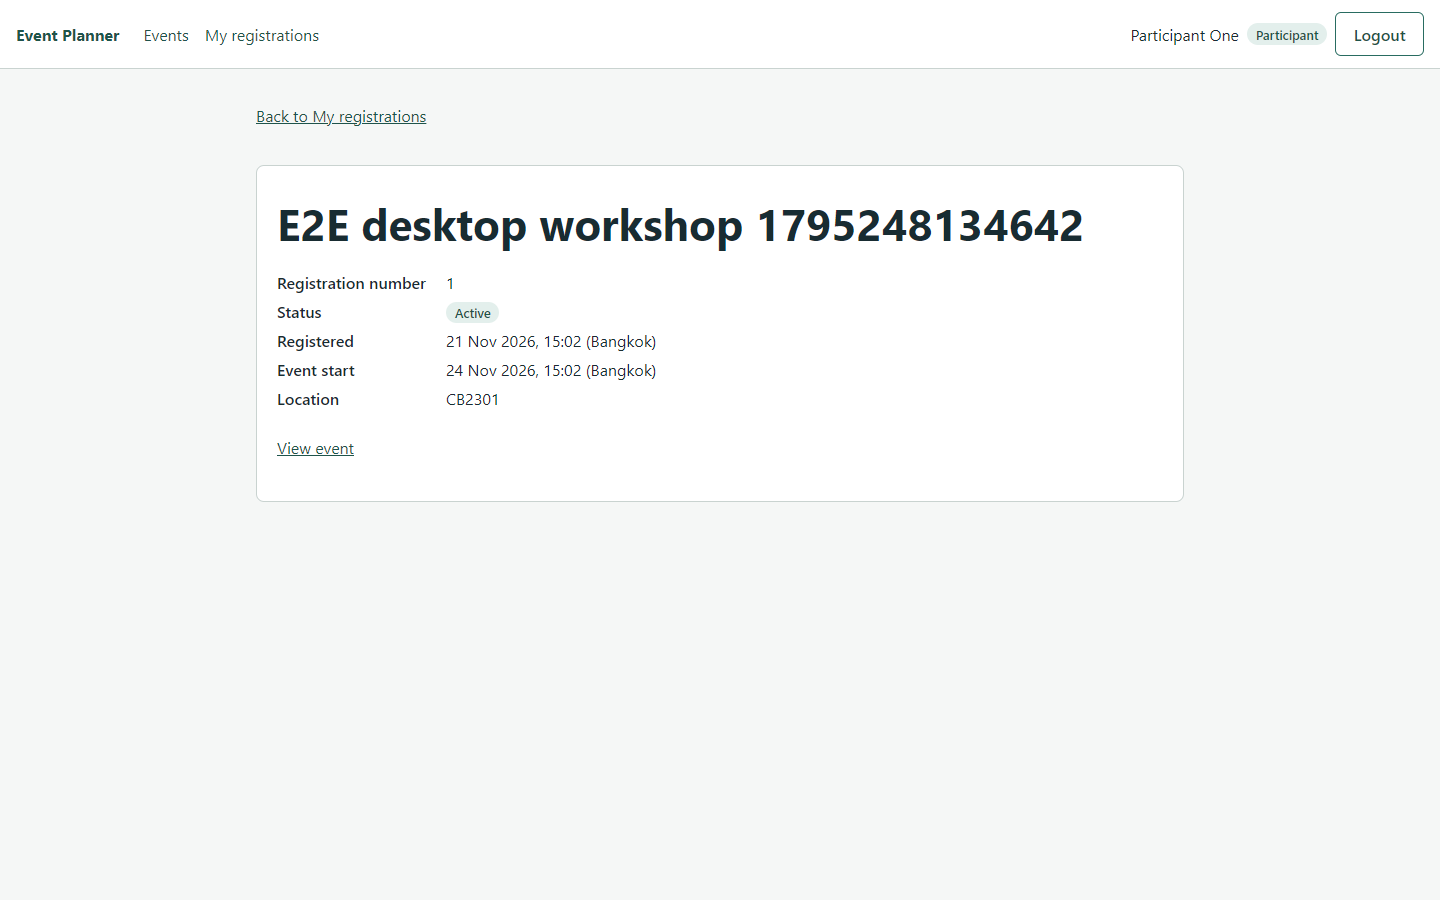 Event Planner Events My registrations Participant One Participant Logout
Back to My registrations
E2E desktop workshop 1795248134642
Registration number 1
Status Active
Registered 21 Nov 2026, 15:02 (Bangkok)
Event start 24 Nov 2026, 15:02 (Bangkok)
Location CB2301
View event